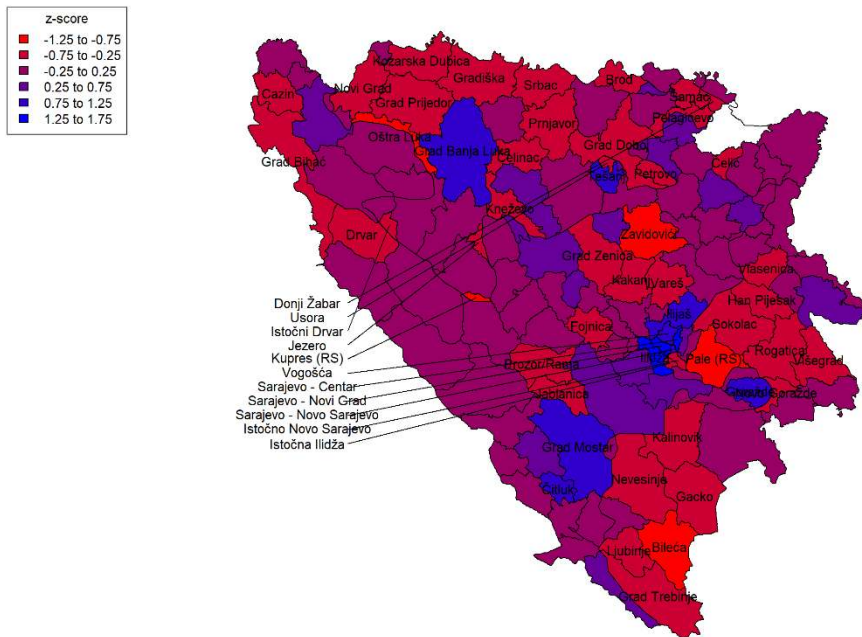 z-score
-1.25 to -0.75
-0.75 to -0.25
-0.25 to 0.25
0.25 to 0.75
0.75 to 1.25
1.25 to 1.75
Kozarska Dubica
Gradiška
Srbac
Brod
Šamac
Cazin
Novi Grad
Grad Prijedor
Prnjavor
Pelagićevo
Oštra Luka
Grad Banja Luka
Čelinac
Grad Doboj
Čelić
Grad Bihać
Tešanj
Petrovo
Kneževo
Drvar
Zavidovići
Grad Zenica
Vlasenica
Kakanj
Vareš
Han Pijesak
Donji Žabar
Usora
Istočni Drvar
Jezero
Kupres (RS)
Vogošća
Sarajevo - Centar
Sarajevo - Novi Grad
Sarajevo - Novo Sarajevo
Istočno Novo Sarajevo
Istočna Ilidža
Ilijaš
Sokolac
Fojnica
Ilidža
Pale (RS)
Rogatica
Višegrad
Prozor/Rama
Jablanica
Goražde
Kalinovik
Grad Mostar
Nevesinje
Čitluk
Gacko
Ljubinje
Bileća
Grad Trebinje